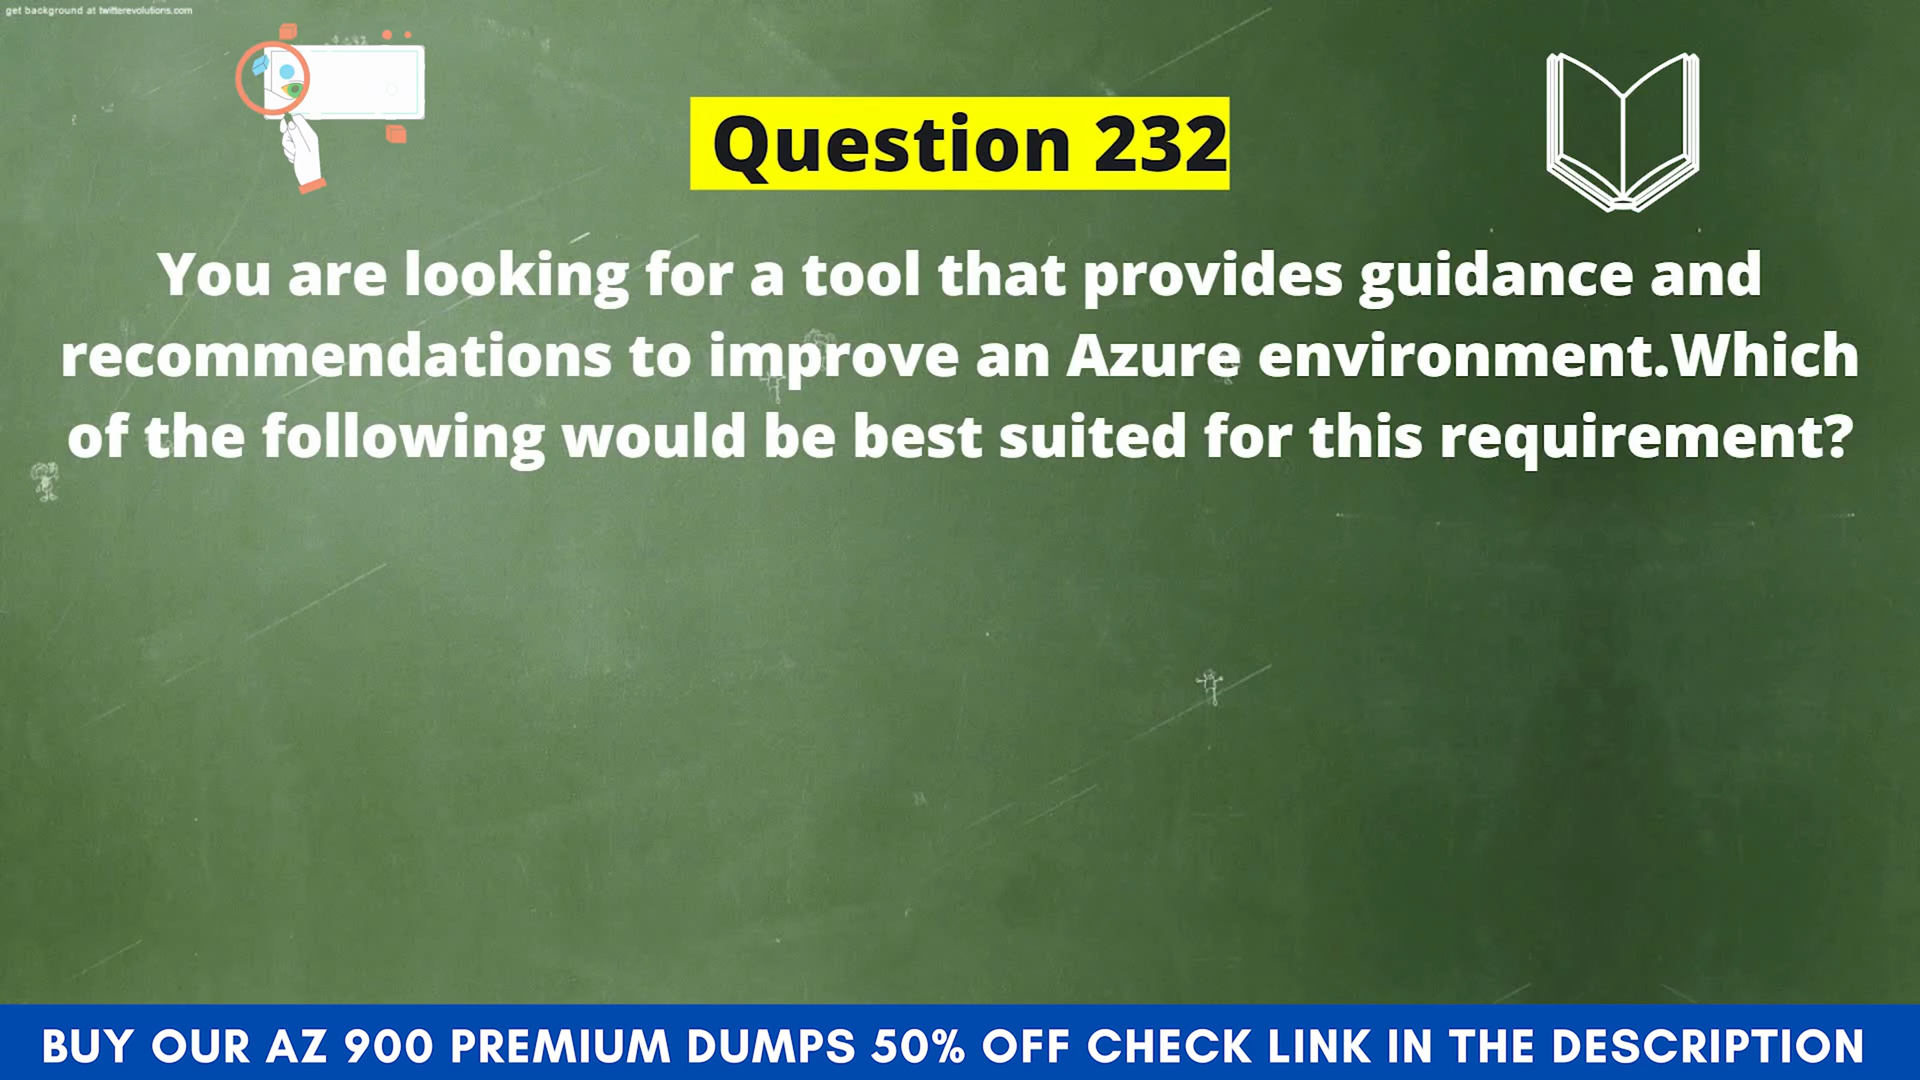 get background at twitterevolutions.com
Question 232
You are looking for a tool that provides guidance and
recommendations to improve an Azure environment.Which
of the following would be best suited for this requirement?
BUY OUR AZ 900 PREMIUM DUMPS 50% OFF CHECK LINK IN THE DESCRIPTION